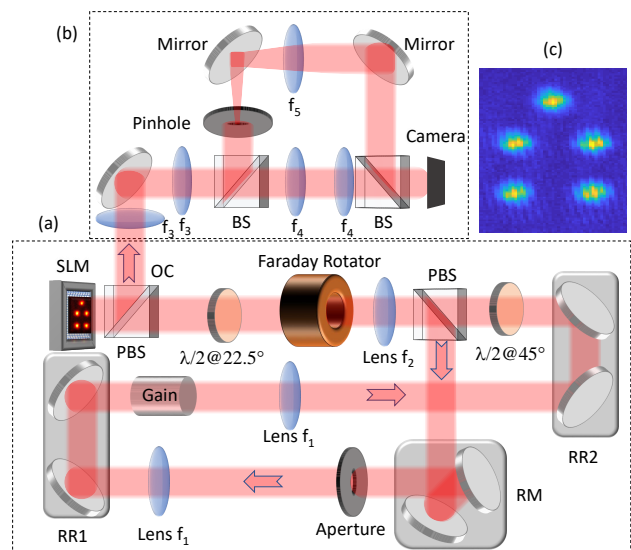 (b)
Mirror
Mirror
(c)
f5
Pinhole
Camera
BS
f4
f4
BS
f3
f3
(a)
SLM
OC
Faraday Rotator
PBS
PBS
λ/2@22.5°
Lens f2
λ/2@45°
Gain
Lens f1
RR2
RM
RR1
Lens f1
Aperture